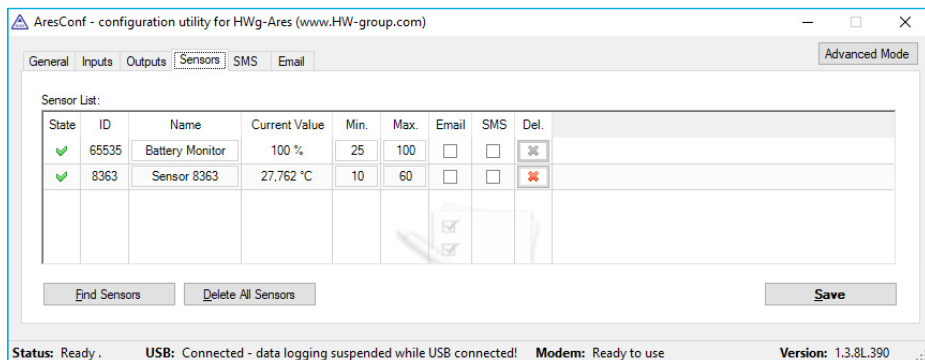 AresConf - configuration utility for HWg-Ares (www.HW-group.com)
Advanced Mode
General Inputs Outputs Sensors SMS Email
Sensor List:
State ID Name Current Value Min. Max. Email SMS Del.
65535 Battery Monitor 100 % 25 100
8363 Sensor 8363 27,762 °C 10 60
Find Sensors Delete All Sensors Save
Status: Ready . USB: Connected - data logging suspended while USB connected! Modem: Ready to use Version: 1.3.8L.390